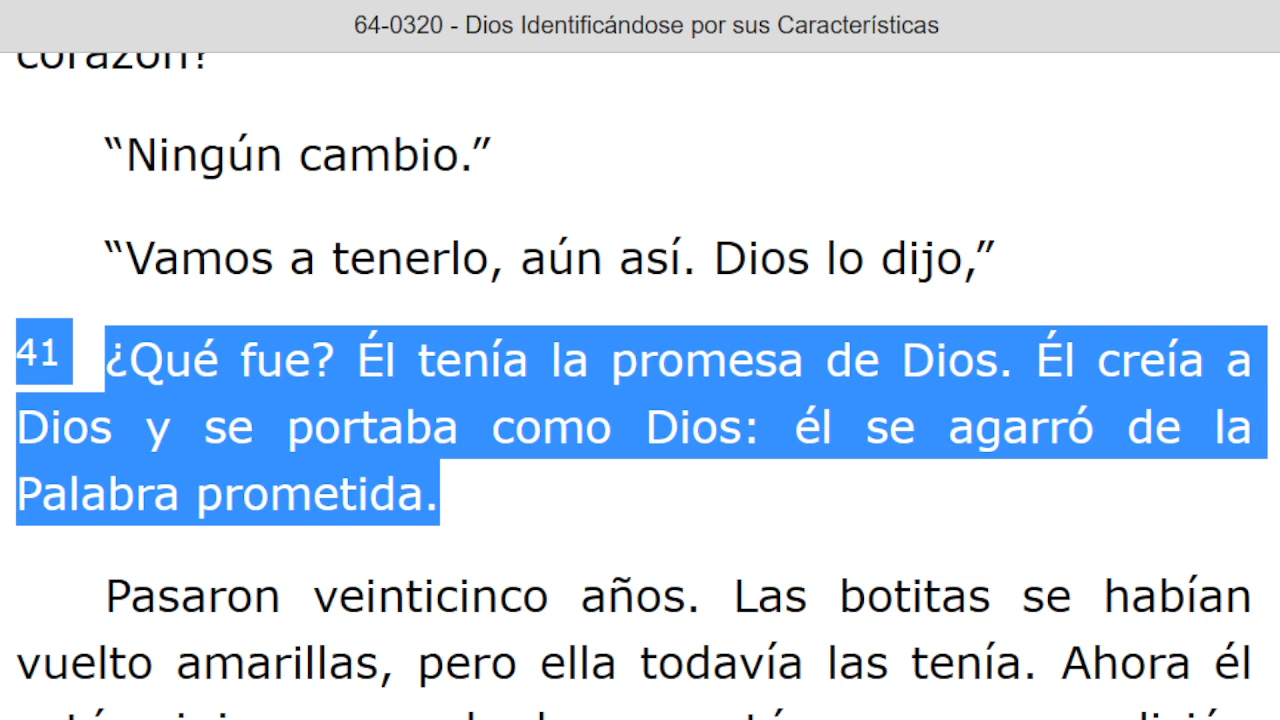 64-0320 - Dios Identificándose por sus Características
corazón?
“Ningún cambio.”
“Vamos a tenerlo, aún así. Dios lo dijo,”
41 ¿Qué fue? Él tenía la promesa de Dios. Él creía a
Dios y se portaba como Dios: él se agarró de la
Palabra prometida.
Pasaron veinticinco años. Las botitas se habían
vuelto amarillas, pero ella todavía las tenía. Ahora él